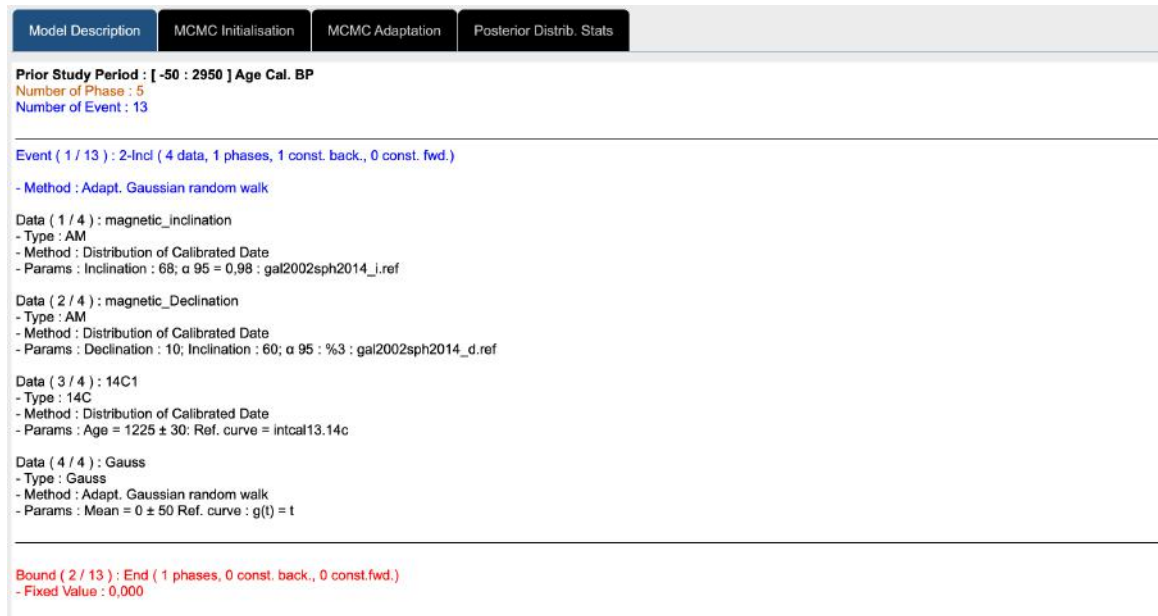 Model Description MCMC Initialisation MCMC Adaptation Posterior Distrib. Stats
Prior Study Period : [ -50 : 2950 ] Age Cal. BP
Number of Phase : 5
Number of Event : 13
Event ( 1 / 13 ) : 2-Incl ( 4 data, 1 phases, 1 const. back., 0 const. fwd.)
- Method : Adapt. Gaussian random walk
Data ( 1 / 4 ) : magnetic_inclination
- Type : AM
- Method : Distribution of Calibrated Date
- Params : Inclination : 68; α 95 = 0,98 : gal2002sph2014_i.ref
Data ( 2 / 4 ) : magnetic_Declination
- Type : AM
- Method : Distribution of Calibrated Date
- Params : Declination : 10; Inclination : 60; α 95 : %3 : gal2002sph2014_d.ref
Data ( 3 / 4 ) : 14C1
- Type : 14C
- Method : Distribution of Calibrated Date
- Params : Age = 1225 ± 30: Ref. curve = intcal13.14c
Data ( 4 / 4 ) : Gauss
- Type : Gauss
- Method : Adapt. Gaussian random walk
- Params : Mean = 0 ± 50 Ref. curve : g(t) = t
Bound ( 2 / 13 ) : End ( 1 phases, 0 const. back., 0 const.fwd.)
- Fixed Value : 0,000